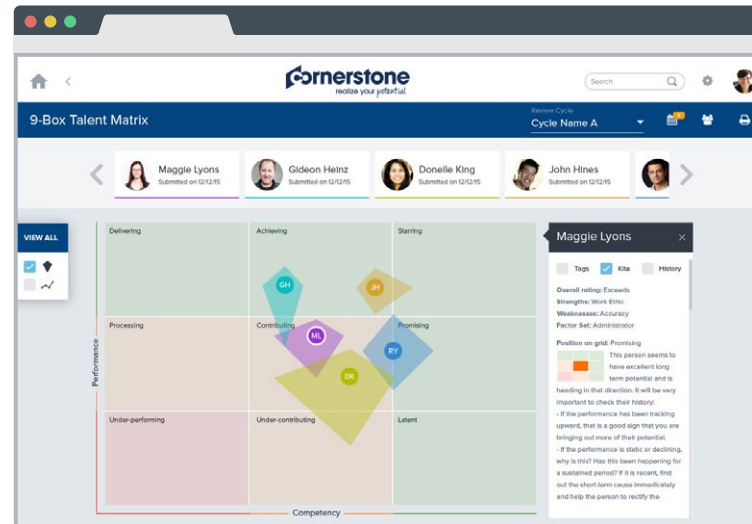 cornerstone
realize your potential
Search
9-Box Talent Matrix
Review Cycle
Cycle Name A
Maggie Lyons
Submitted on 12/12/15
Gideon Heinz
Submitted on 12/12/15
Donelle King
Submitted on 12/12/15
John Hines
Submitted on 12/12/15
VIEW ALL
Delivering
Achieving
Starring
GH
JH
Processing
Contributing
Promising
ML
RY
DK
Under-performing
Under-contributing
Latent
Performance
Competency
Maggie Lyons
Tags
Kite
History
Overall rating: Exceeds
Strengths: Work Ethic
Weaknesses: Accuracy
Factor Set: Administrator
Position on grid: Promising
This person seems to
have excellent long
term potential and is
heading in that direction. It will be very
important to check their history:
- If the performance has been tracking
upward, that is a good sign that you are
bringing out more of their potential.
- If the performance is static or declining,
why is this? Has this been happening for
a sustained period? If it is recent, find
out the short-term cause immediately
and help the person to rectify the